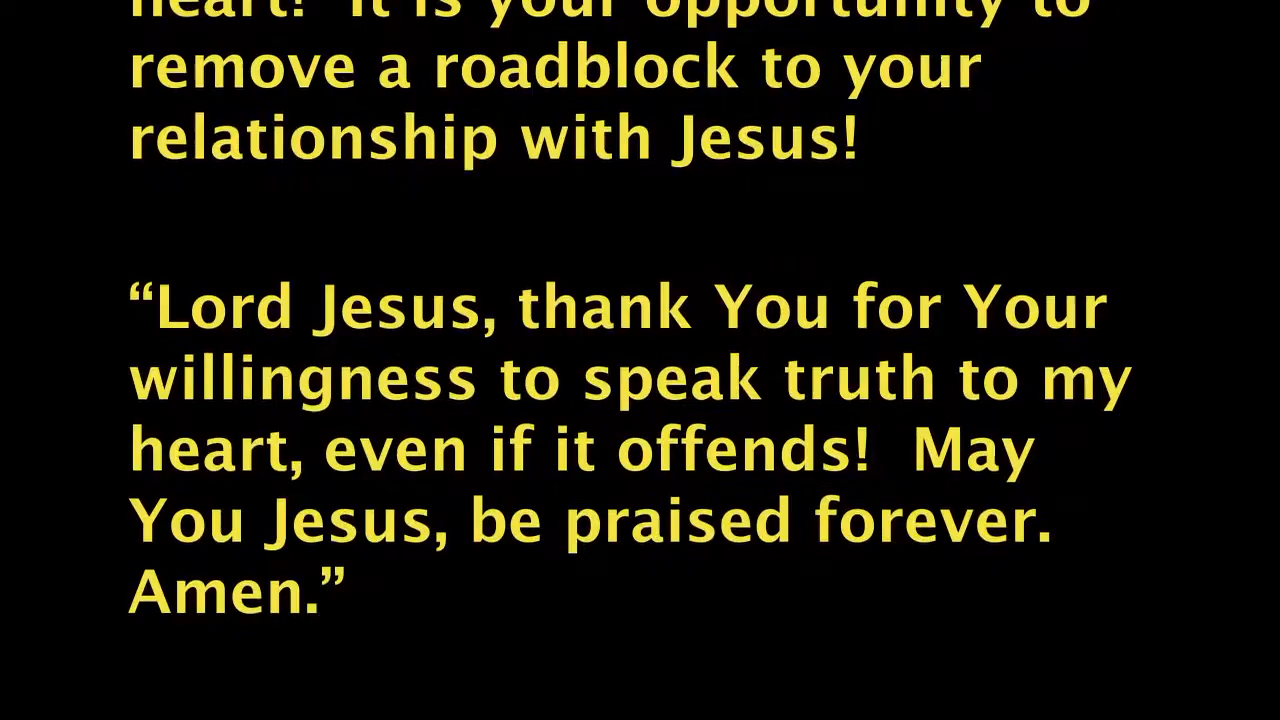 heart!  It is your opportunity to
remove a roadblock to your
relationship with Jesus!
“Lord Jesus, thank You for Your
willingness to speak truth to my
heart, even if it offends!  May
You Jesus, be praised forever.
Amen.”